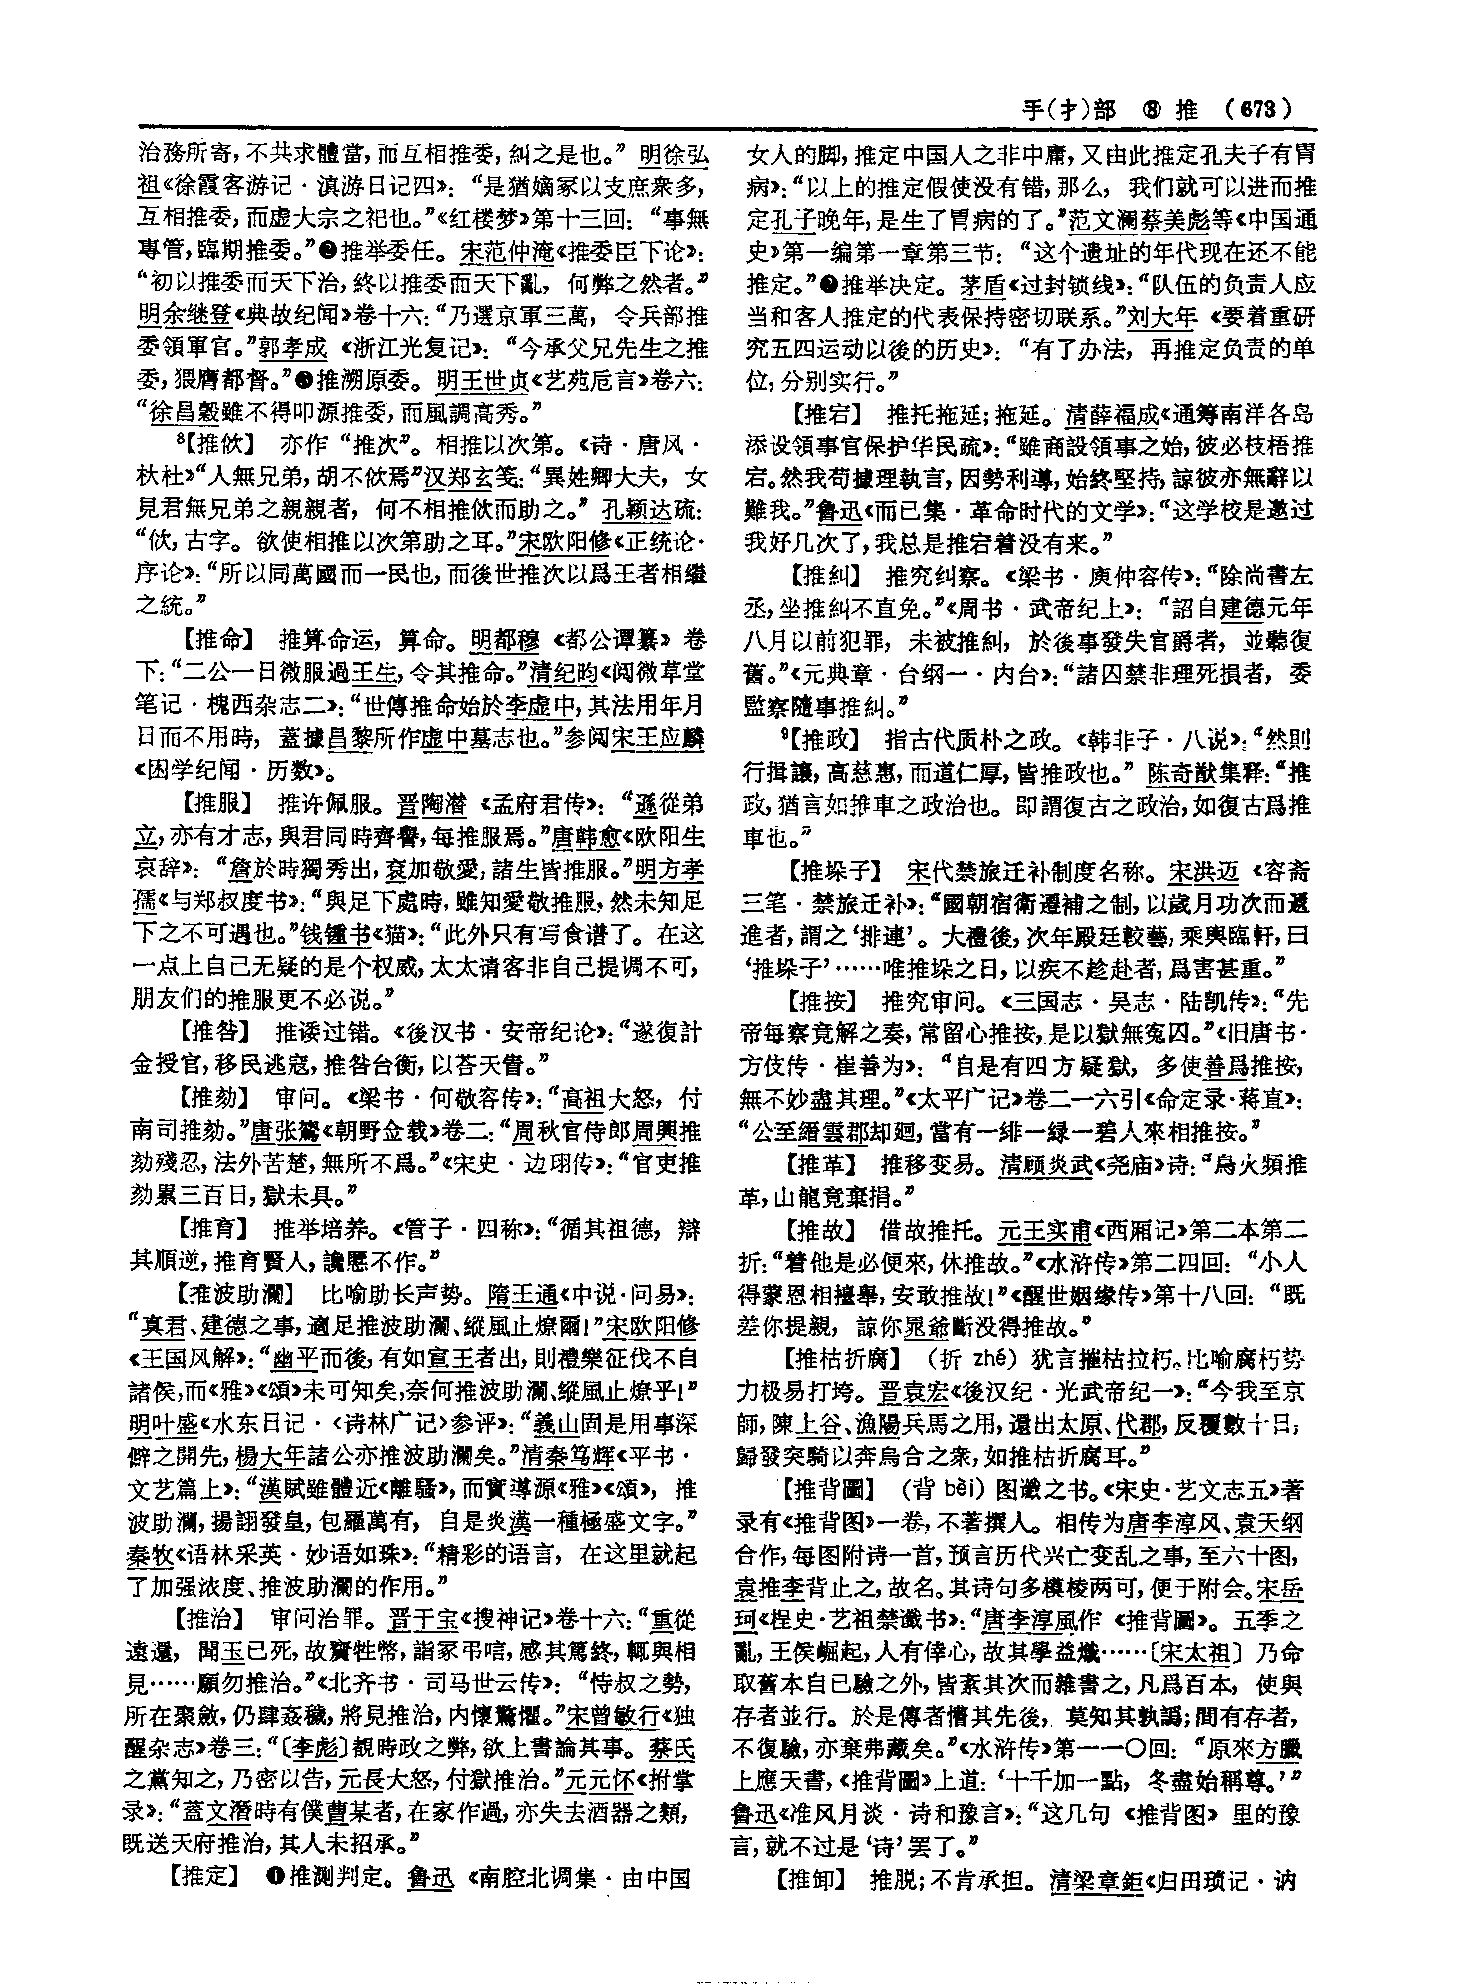 手(扌)部　⑧　推　(673)
治務所寄，不共求體當，而互相推委，糾之是也。”明徐弘
祖《徐霞客游记·滇游日记四》：“是猶嫡冢以支庶衆多，
互相推委，而虚大宗之祀也。”《红楼梦》第十三回：“事無
專管，臨期推委。”❷推举委任。宋范仲淹《推委臣下论》：
“初以推委而天下治，終以推委而天下亂，何弊之然者。”
明余继登《典故纪闻》卷十六：“乃選京軍三萬，令兵部推
委領軍官。”郭孝成《浙江光复记》：“今承父兄先生之推
委，猥膺都督。”❸推溯原委。明王世贞《艺苑卮言》卷六：
“徐昌穀雖不得叩源推委，而風調高秀。”
⁸【推佽】　亦作“推次”。相推以次第。《诗·唐风·
杕杜》“人無兄弟，胡不佽焉”汉郑玄笺：“異姓卿大夫，女
見君無兄弟之親親者，何不相推佽而助之。”孔颖达疏：
“佽，古字。欲使相推以次第助之耳。”宋欧阳修《正统论·
序论》：“所以同萬國而一民也，而後世推次以爲王者相繼
之統。”
【推命】　推算命运，算命。明都穆《都公谭纂》卷
下：“二公一日微服過王生，令其推命。”清纪昀《阅微草堂
笔记·槐西杂志二》：“世傳推命始於李虚中，其法用年月
日而不用時，蓋據昌黎所作虚中墓志也。”参阅宋王应麟
《困学纪闻·历数》。
【推服】　推许佩服。晋陶潜《孟府君传》：“遜從弟
立，亦有才志，與君同時齊譽，每推服焉。”唐韩愈《欧阳生
哀辞》：“詹於時獨秀出，衮加敬愛，諸生皆推服。”明方孝
孺《与郑叔度书》：“與足下處時，雖知愛敬推服，然未知足
下之不可遇也。”钱锺书《猫》：“此外只有写食谱了。在这
一点上自己无疑的是个权威，太太请客非自己提调不可，
朋友们的推服更不必说。”
【推咎】　推诿过错。《後汉书·安帝纪论》：“遂復計
金授官，移民逃寇，推咎台衡，以荅天眚。”
【推劾】　审问。《梁书·何敬容传》：“高祖大怒，付
南司推劾。”唐张鷟《朝野佥载》卷二：“周秋官侍郎周興推
劾殘忍，法外苦楚，無所不爲。”《宋史·边珝传》：“官吏推
劾累三百日，獄未具。”
【推育】　推举培养。《管子·四称》：“循其祖德，辯
其順逆，推育賢人，讒慝不作。”
【推波助瀾】　比喻助长声势。隋王通《中说·问易》：
“真君、建德之事，適足推波助瀾、縱風止燎爾！”宋欧阳修
《王国风解》：“幽平而後，有如宣王者出，則禮樂征伐不自
諸侯，而《雅》《頌》未可知矣，奈何推波助瀾、縱風止燎乎！”
明叶盛《水东日记·〈诗林广记〉参评》：“義山固是用事深
僻之開先，楊大年諸公亦推波助瀾矣。”清秦笃辉《平书·
文艺篇上》：“漢賦雖體近《離騷》，而實導源《雅》《頌》，推
波助瀾，揚詡發皇，包羅萬有，自是炎漢一種極盛文字。”
秦牧《语林采英·妙语如珠》：“精彩的语言，在这里就起
了加强浓度、推波助瀾的作用。”
【推治】　审问治罪。晋干宝《搜神记》卷十六：“重從
遠還，聞玉已死，故齎牲幣，詣冢弔唁，感其篤終，輒與相
見……願勿推治。”《北齐书·司马世云传》：“恃叔之勢，
所在聚斂，仍肆姦穢，將見推治，内懷驚懼。”宋曾敏行《独
醒杂志》卷三：“〔李彪〕覩時政之弊，欲上書論其事。蔡氏
之黨知之，乃密以告，元長大怒，付獄推治。”元元怀《拊掌
录》：“蓋文潛時有僕曹某者，在家作過，亦失去酒器之類，
既送天府推治，其人未招承。”
【推定】　❶推测判定。鲁迅《南腔北调集·由中国
女人的脚，推定中国人之非中庸，又由此推定孔夫子有胃
病》：“以上的推定假使没有错，那么，我们就可以进而推
定孔子晚年，是生了胃病的了。”范文澜蔡美彪等《中国通
史》第一编第一章第三节：“这个遗址的年代现在还不能
推定。”❷推举决定。茅盾《过封锁线》：“队伍的负责人应
当和客人推定的代表保持密切联系。”刘大年《要着重研
究五四运动以後的历史》：“有了办法，再推定负责的单
位，分别实行。”
【推宕】　推托拖延；拖延。清薛福成《通筹南洋各岛
添设領事官保护华民疏》：“雖商設領事之始，彼必枝梧推
宕。然我苟據理執言，因勢利導，始終堅持，諒彼亦無辭以
難我。”鲁迅《而已集·革命时代的文学》：“这学校是邀过
我好几次了，我总是推宕着没有来。”
【推糾】　推究纠察。《梁书·庾仲容传》：“除尚書左
丞，坐推糾不直免。”《周书·武帝纪上》：“詔自建德元年
八月以前犯罪，未被推糾，於後事發失官爵者，並聽復
舊。”《元典章·台纲一·内台》：“諸囚禁非理死損者，委
監察隨事推糾。”
⁹【推政】　指古代质朴之政。《韩非子·八说》：“然則
行揖讓，高慈惠，而道仁厚，皆推政也。”陈奇猷集释：“推
政，猶言如推車之政治也。即謂復古之政治，如復古爲推
車也。”
【推垛子】　宋代禁旅迁补制度名称。宋洪迈《容斋
三笔·禁旅迁补》：“國朝宿衛遷補之制，以歲月功次而遞
進者，謂之‘排連’。大禮後，次年殿廷較藝，乘輿臨軒，曰
‘推垛子’……唯推垛之日，以疾不趁赴者，爲害甚重。”
【推按】　推究审问。《三国志·吴志·陆凯传》：“先
帝每察竟解之奏，常留心推按，是以獄無冤囚。”《旧唐书·
方伎传·崔善为》：“自是有四方疑獄，多使善爲推按，
無不妙盡其理。”《太平广记》卷二一六引《命定录·蒋直》：
“公至縉雲郡却廻，當有一緋一緑一碧人來相推按。”
【推革】　推移变易。清顾炎武《尧庙》诗：“鳥火頻推
革，山龍竟棄捐。”
【推故】　借故推托。元王实甫《西厢记》第二本第二
折：“着他是必便來，休推故。”《水浒传》第二四回：“小人
得蒙恩相擡舉，安敢推故！”《醒世姻缘传》第十八回：“既
差你提親，諒你晁爺斷没得推故。”
【推枯折腐】　（折 zhé）犹言摧枯拉朽。比喻腐朽势
力极易打垮。晋袁宏《後汉纪·光武帝纪一》：“今我至京
師，陳上谷、漁陽兵馬之用，還出太原、代郡，反覆數十日，
歸發突騎以奔烏合之衆，如推枯折腐耳。”
【推背圖】　（背 bèi）图谶之书。《宋史·艺文志五》著
录有《推背图》一卷，不著撰人。相传为唐李淳风、袁天纲
合作，每图附诗一首，预言历代兴亡变乱之事，至六十图，
袁推李背止之，故名。其诗句多模棱两可，便于附会。宋岳
珂《桯史·艺祖禁谶书》：“唐李淳風作《推背圖》。五季之
亂，王侯崛起，人有倖心，故其學益熾……〔宋太祖〕乃命
取舊本自已驗之外，皆紊其次而雜書之，凡爲百本，使與
存者並行。於是傳者懵其先後，莫知其孰譌；間有存者，
不復驗，亦棄弗藏矣。”《水浒传》第一一〇回：“原來方臘
上應天書，《推背圖》上道：‘十千加一點，冬盡始稱尊。’”
鲁迅《准风月谈·诗和豫言》：“这几句《推背图》里的豫
言，就不过是‘诗’罢了。”
【推卸】　推脱；不肯承担。清梁章鉅《归田琐记·讷